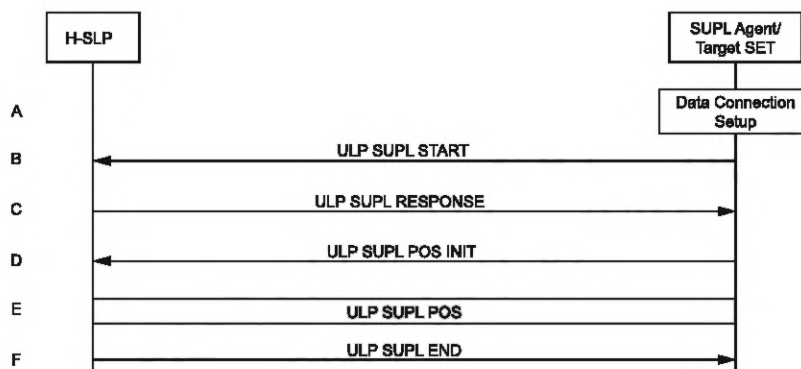 H-SLP
SUPL Agent/
Target SET
A
Data Connection
Setup
B
ULP SUPL START
C
ULP SUPL RESPONSE
D
ULP SUPL POS INIT
E
ULP SUPL POS
F
ULP SUPL END